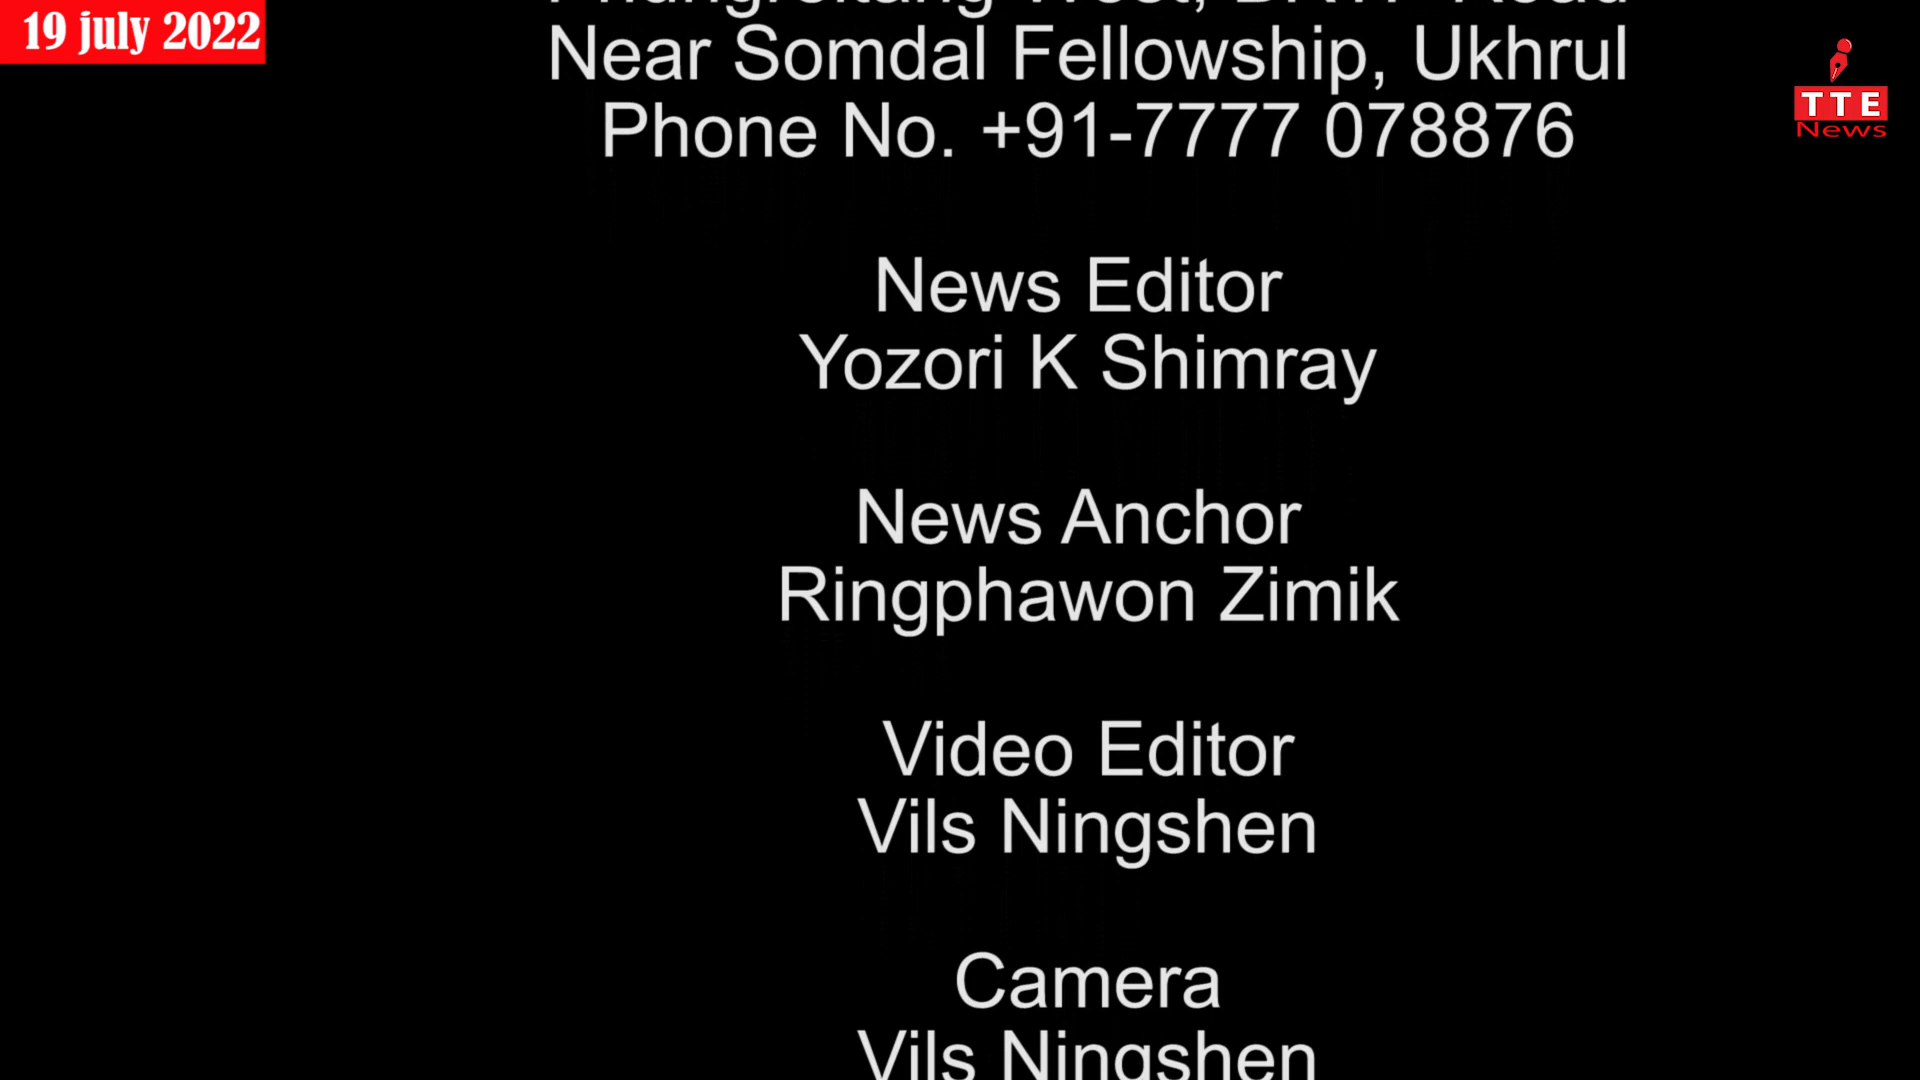 19 july 2022
Road
Near Somdal Fellowship, Ukhrul
TTE
News
Phone No. +91-7777 078876
News Editor
Yozori K Shimray
News Anchor
Ringphawon Zimik
Video Editor
Vils Ningshen
Camera
Vils Ningshen